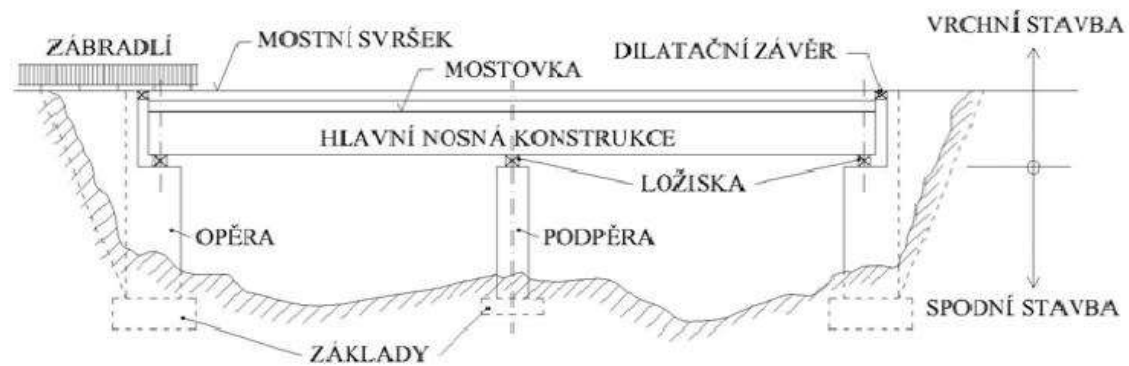 VRCHNÍ STAVBA
ZÁBRADLÍ
MOSTNÍ SVRŠEK
DILATAČNÍ ZÁVĚR
MOSTOVKA
HLAVNÍ NOSNÁ KONSTRUKCE
LOŽISKA
OPĚRA
PODPĚRA
SPODNÍ STAVBA
ZÁKLADY